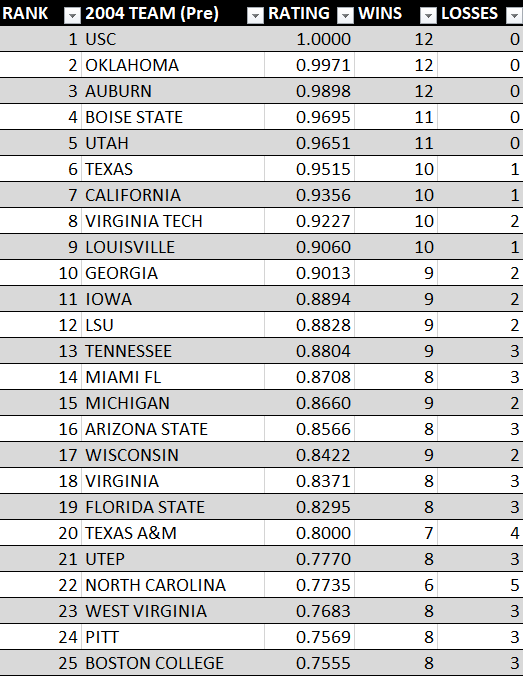 RANK 2004 TEAM (Pre) RATING WINS LOSSES
1 USC 1.0000 12 0
2 OKLAHOMA 0.9971 12 0
3 AUBURN 0.9898 12 0
4 BOISE STATE 0.9695 11 0
5 UTAH 0.9651 11 0
6 TEXAS 0.9515 10 1
7 CALIFORNIA 0.9356 10 1
8 VIRGINIA TECH 0.9227 10 2
9 LOUISVILLE 0.9060 10 1
10 GEORGIA 0.9013 9 2
11 IOWA 0.8894 9 2
12 LSU 0.8828 9 2
13 TENNESSEE 0.8804 9 3
14 MIAMI FL 0.8708 8 3
15 MICHIGAN 0.8660 9 2
16 ARIZONA STATE 0.8566 8 3
17 WISCONSIN 0.8422 9 2
18 VIRGINIA 0.8371 8 3
19 FLORIDA STATE 0.8295 8 3
20 TEXAS A&M 0.8000 7 4
21 UTEP 0.7770 8 3
22 NORTH CAROLINA 0.7735 6 5
23 WEST VIRGINIA 0.7683 8 3
24 PITT 0.7569 8 3
25 BOSTON COLLEGE 0.7555 8 3